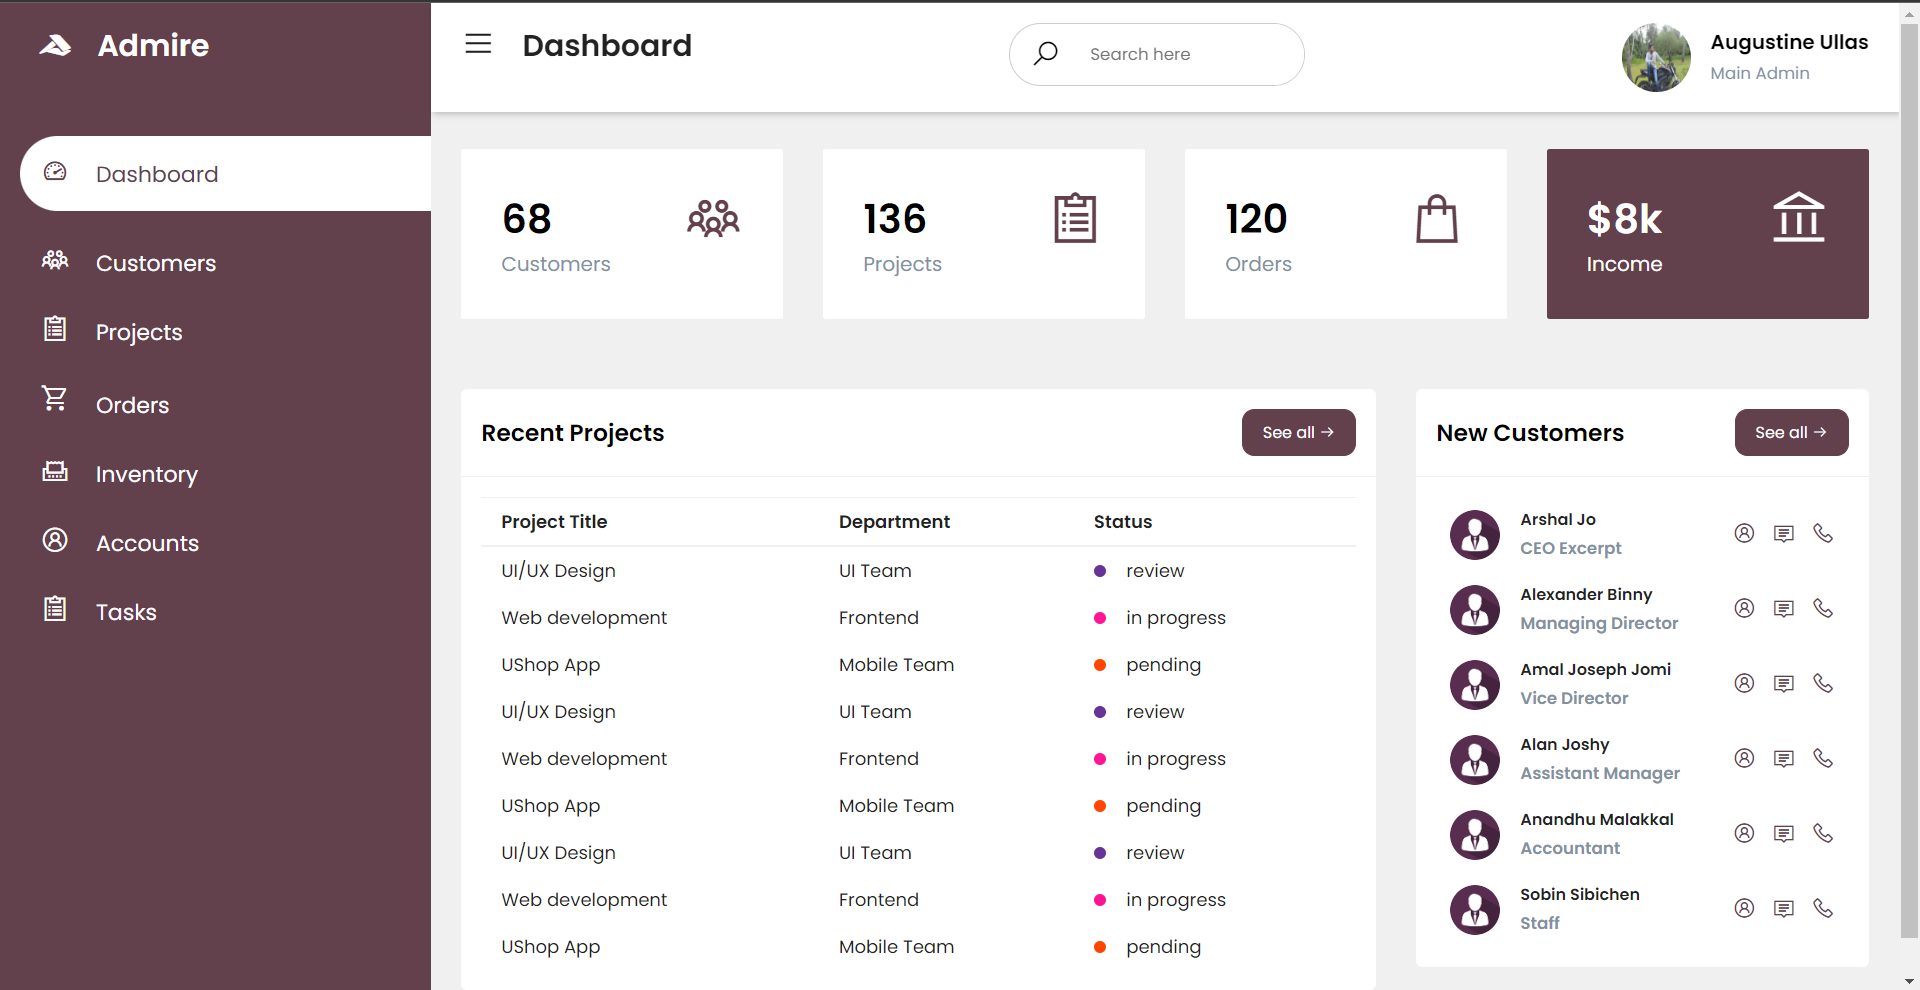 Admire
Dashboard
Customers
Projects
Orders
Inventory
Accounts
Tasks
Dashboard
Search here
Augustine Ullas
Main Admin
68
Customers
136
Projects
120
Orders
$8k
Income
Recent Projects
See all →
Project Title Department Status
UI/UX Design UI Team review
Web development Frontend in progress
UShop App Mobile Team pending
UI/UX Design UI Team review
Web development Frontend in progress
UShop App Mobile Team pending
UI/UX Design UI Team review
Web development Frontend in progress
UShop App Mobile Team pending
New Customers
See all →
Arshal Jo
CEO Excerpt
Alexander Binny
Managing Director
Amal Joseph Jomi
Vice Director
Alan Joshy
Assistant Manager
Anandhu Malakkal
Accountant
Sobin Sibichen
Staff